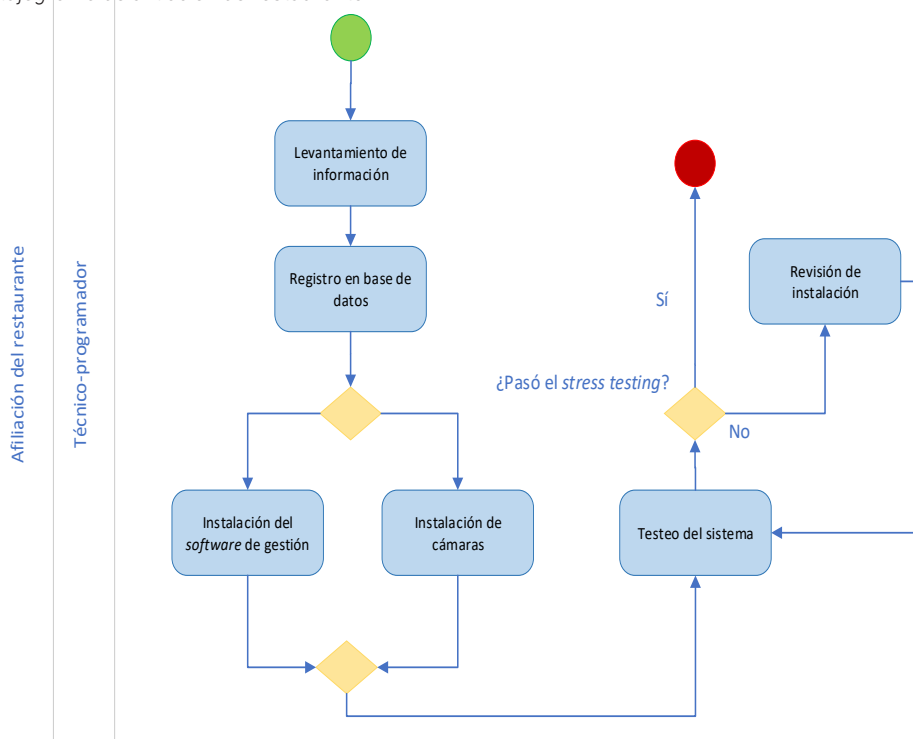 Afiliación del restaurante
Técnico-programador
Levantamiento de
información
Registro en base de
datos
Instalación del
software de gestión
Instalación de
cámaras
Sí
¿Pasó el stress testing?
No
Revisión de
instalación
Testeo del sistema